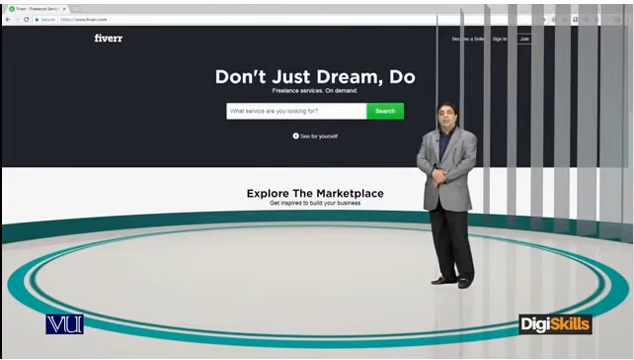 Fiverr - Freelance Servic
Secure
https://www.fiverr.com
fiverr
Become a Seller Sign In Join
Don't Just Dream, Do
Freelance services. On demand.
What service are you looking for? Search
See for yourself
Explore The Marketplace
Get inspired to build your business
VU
DigiSkills